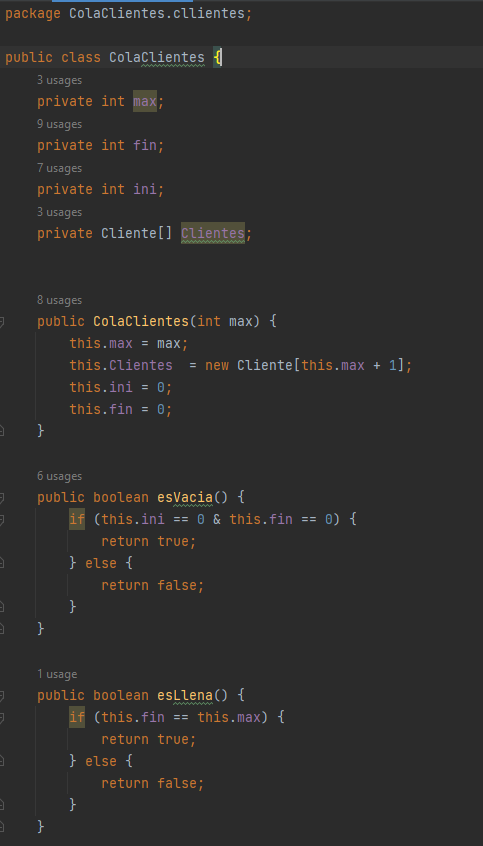 package ColaClientes.cllientes;
public class ColaClientes {
3 usages
private int max;
9 usages
private int fin;
7 usages
private int ini;
3 usages
private Cliente[] Clientes;
8 usages
public ColaClientes(int max) {
this.max = max;
this.Clientes  = new Cliente[this.max + 1];
this.ini = 0;
this.fin = 0;
}
6 usages
public boolean esVacia() {
if (this.ini == 0 & this.fin == 0) {
return true;
} else {
return false;
}
}
1 usage
public boolean esLlena() {
if (this.fin == this.max) {
return true;
} else {
return false;
}
}